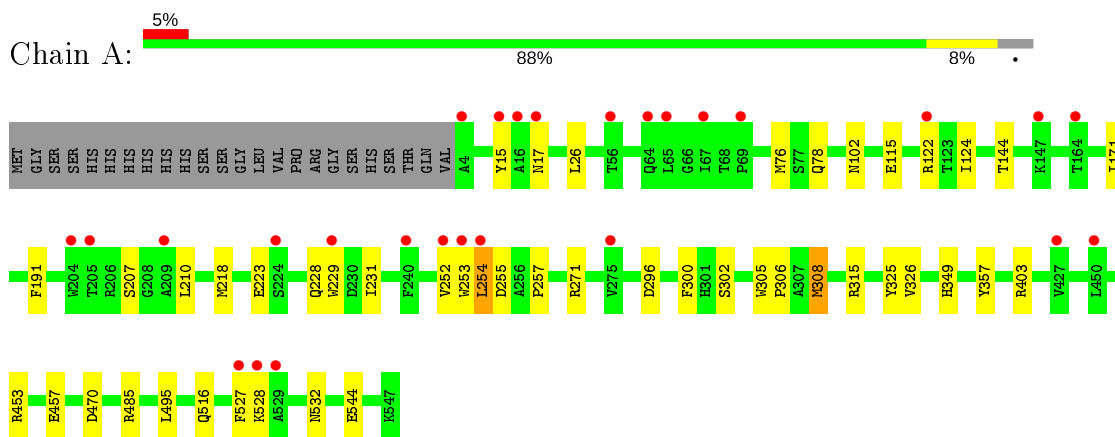 5%
Chain A:
88%
8%
MET GLY SER SER HIS HIS HIS HIS HIS HIS SER SER GLY LEU VAL PRO ARG GLY SER HIS SER THR GLN VAL A4 Y15 A16 N17 L26 T56 Q64 L65 G66 I67 T68 P69 M76 S77 Q78 N102 E115 R122 T123 I124 T144 K147 T164 I171
F191 W204 T205 R206 S207 G208 A209 L210 M218 E223 S224 Q228 W229 D230 I231 F240 V252 W253 L254 D255 A256 P257 R271 V275 D296 F300 H301 S302 W305 P306 A307 M308 R315 Y325 V326 H349 Y357 R403 V427 L450
R453 E457 D470 R485 L495 Q516 F527 K528 A529 N532 E544 K547